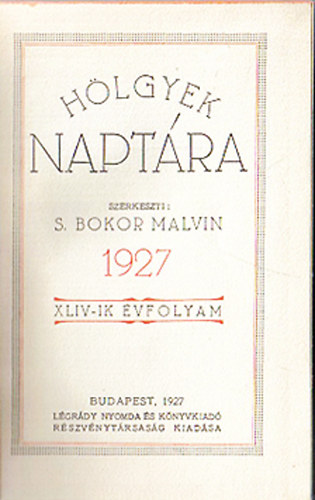 HÖLGYEK
NAPTÁRA
SZERKESZTI:
S. BOKOR MALVIN
1927
XLIV-IK ÉVFOLYAM
BUDAPEST, 1927
LÉGRÁDY NYOMDA ÉS KÖNYVKIADÓ
RÉSZVÉNYTÁRSASÁG KIADÁSA